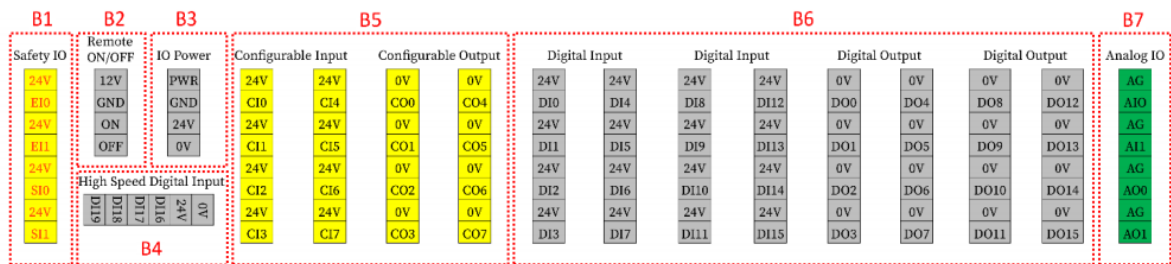 B1 B2 B3 B5 B6 B7
Safety IO
24V
EI0
24V
EI1
24V
SI0
24V
SI1
Remote
ON/OFF
12V
GND
ON
OFF
IO Power
PWR
GND
24V
0V
High Speed Digital Input
DI19 DI18 DI17 DI16 24V 0V
B4
Configurable Input
24V 24V
CI0 CI4
24V 24V
CI1 CI5
24V 24V
CI2 CI6
24V 24V
CI3 CI7
Configurable Output
0V 0V
CO0 CO4
0V 0V
CO1 CO5
0V 0V
CO2 CO6
0V 0V
CO3 CO7
Digital Input
24V 24V
DI0 DI4
24V 24V
DI1 DI5
24V 24V
DI2 DI6
24V 24V
DI3 DI7
Digital Input
24V 24V
DI8 DI12
24V 24V
DI9 DI13
24V 24V
DI10 DI14
24V 24V
DI11 DI15
Digital Output
0V 0V
DO0 DO4
0V 0V
DO1 DO5
0V 0V
DO2 DO6
0V 0V
DO3 DO7
Digital Output
0V 0V
DO8 DO12
0V 0V
DO9 DO13
0V 0V
DO10 DO14
0V 0V
DO11 DO15
Analog IO
AG
AIO
AG
AI1
AG
AO0
AG
AO1